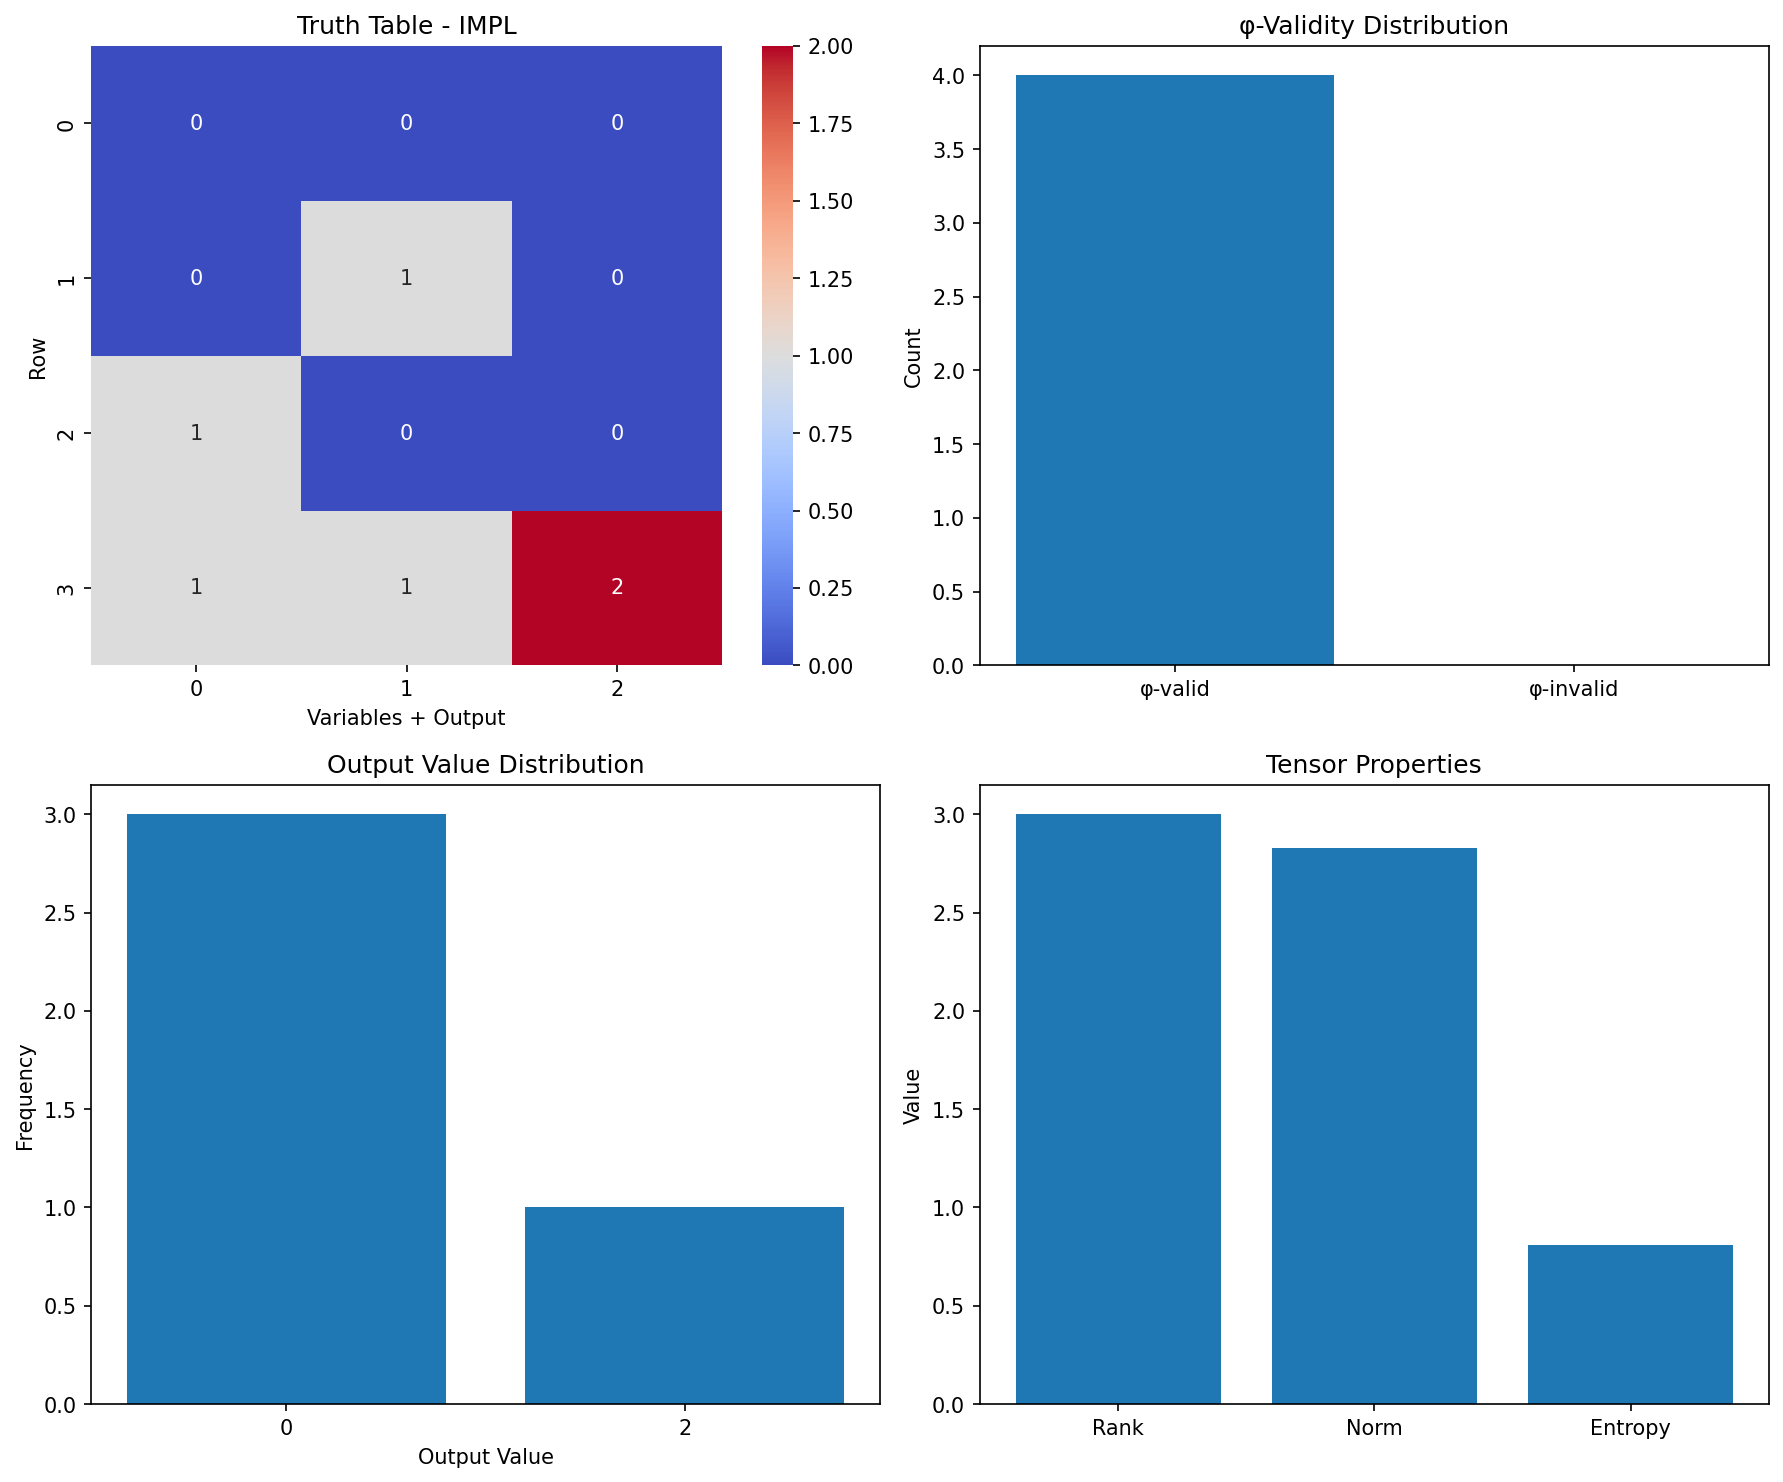 Truth Table - IMPL
0 0 0 0
1 0 1 0
2 1 0 0
3 1 1 2
Row
0 1 2
Variables + Output
2.00
1.75
1.50
1.25
1.00
0.75
0.50
0.25
0.00
φ-Validity Distribution
4.0
3.5
3.0
2.5
2.0
1.5
1.0
0.5
0.0
Count
φ-valid φ-invalid
Output Value Distribution
3.0
2.5
2.0
1.5
1.0
0.5
0.0
Frequency
0 2
Output Value
Tensor Properties
3.0
2.5
2.0
1.5
1.0
0.5
0.0
Value
Rank Norm Entropy